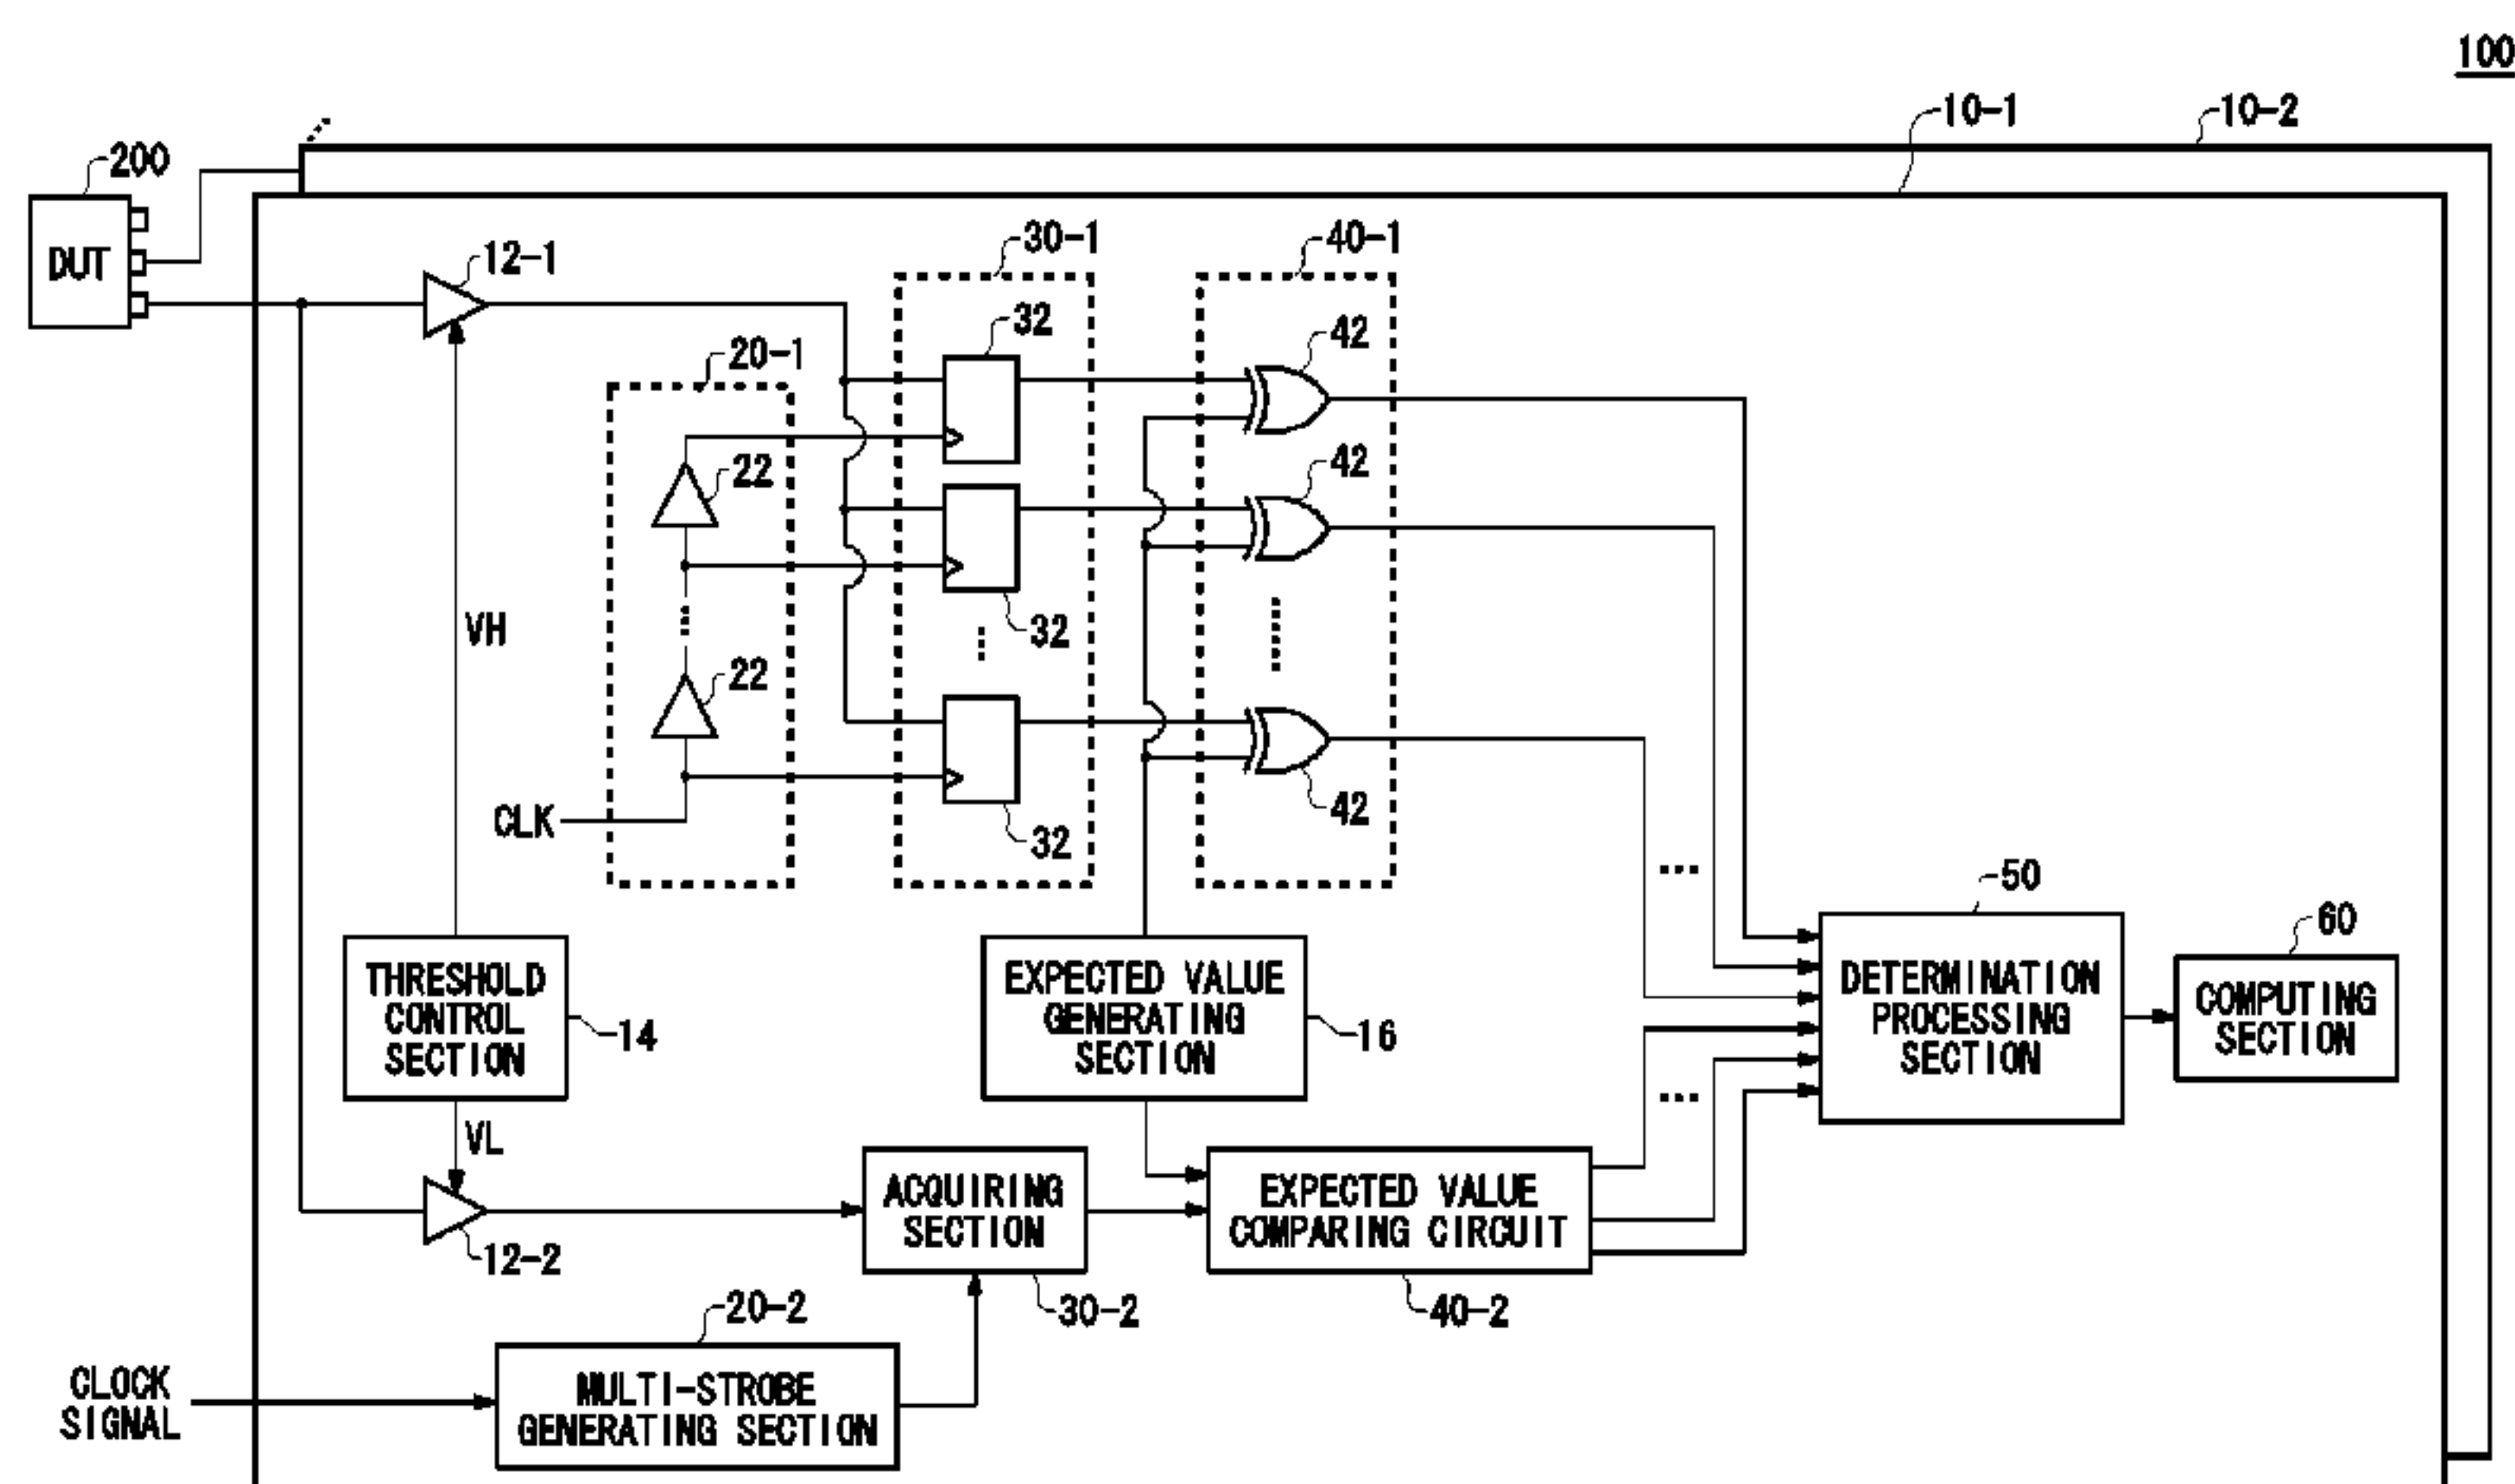 100
10-1
10-2
200
DUT
12-1
30-1
40-1
32
42
20-1
22
42
VH
32
22
42
CLK
32
50
60
THRESHOLD
CONTROL
SECTION
14
EXPECTED VALUE
GENERATING
SECTION
16
DETERMINATION
PROCESSING
SECTION
COMPUTING
SECTION
VL
ACQUIRING
SECTION
EXPECTED VALUE
COMPARING CIRCUIT
12-2
20-2
30-2
40-2
CLOCK
SIGNAL
MULTI-STROBE
GENERATING SECTION